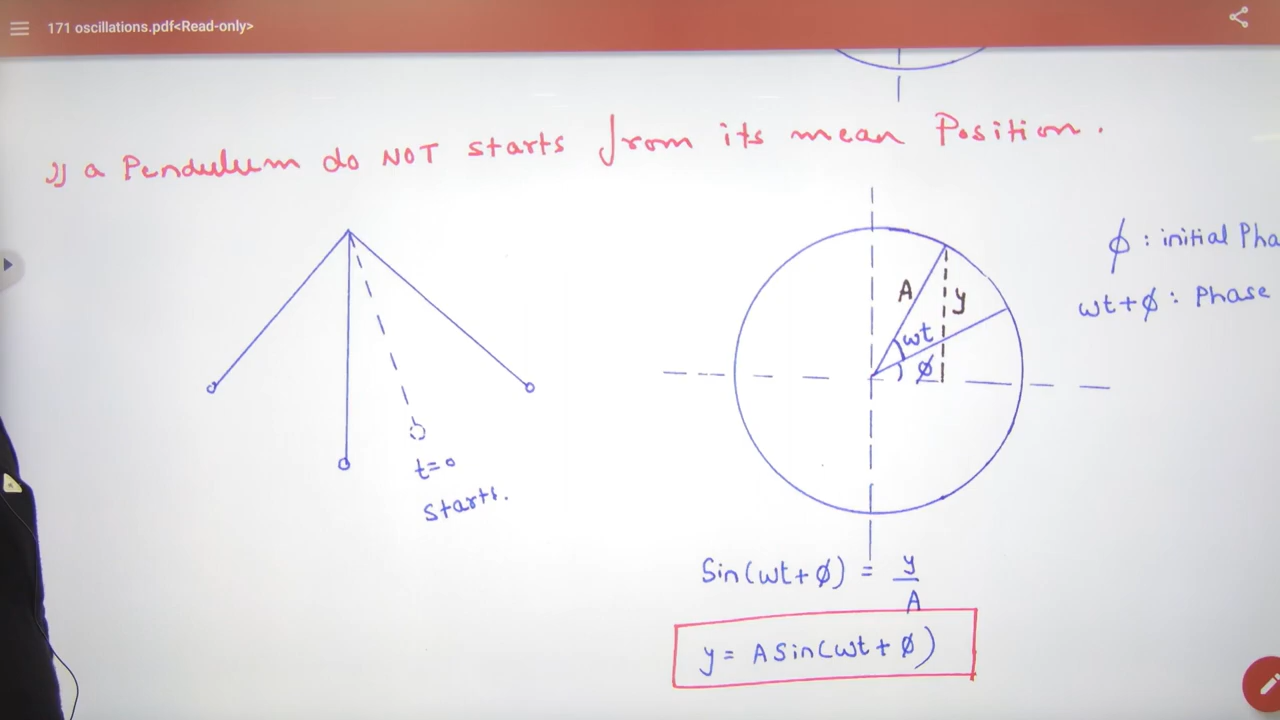 171 oscillations.pdf<Read-only>
a Pendulum do NOT starts from its mean Position.
t=0
starts.
A
y
ωt
φ
φ : initial Pha
ωt+φ : Phase
Sin(ωt+φ) = y/A
y = A Sin(ωt+φ)